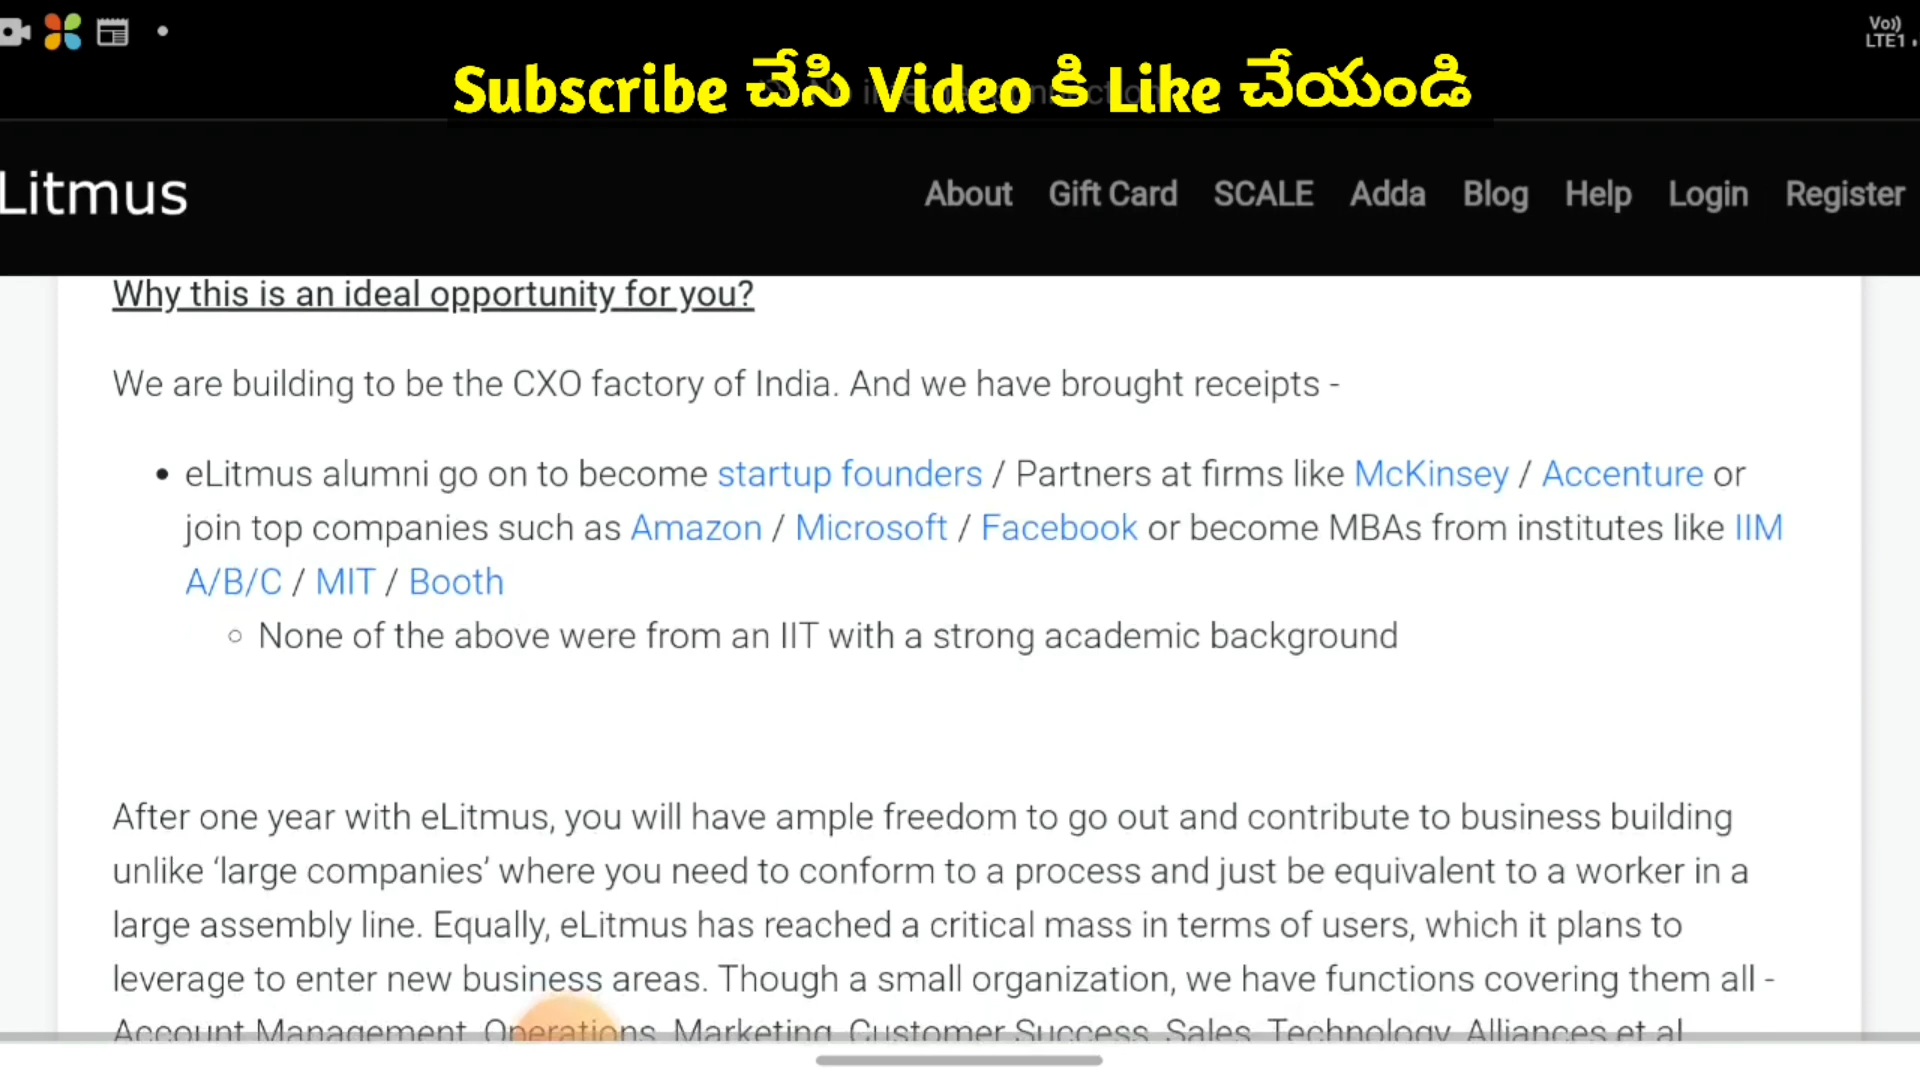 Vo))
LTE1
Subscribe చేసి Video కి Like చేయండి
Litmus
About Gift Card SCALE Adda Blog Help Login Register
Why this is an ideal opportunity for you?
We are building to be the CXO factory of India. And we have brought receipts -
• eLitmus alumni go on to become startup founders / Partners at firms like McKinsey / Accenture or
join top companies such as Amazon / Microsoft / Facebook or become MBAs from institutes like IIM
A/B/C / MIT / Booth
○ None of the above were from an IIT with a strong academic background
After one year with eLitmus, you will have ample freedom to go out and contribute to business building
unlike ‘large companies’ where you need to conform to a process and just be equivalent to a worker in a
large assembly line. Equally, eLitmus has reached a critical mass in terms of users, which it plans to
leverage to enter new business areas. Though a small organization, we have functions covering them all -
Account Management, Operations, Marketing, Customer Success, Sales, Technology, Alliances et al